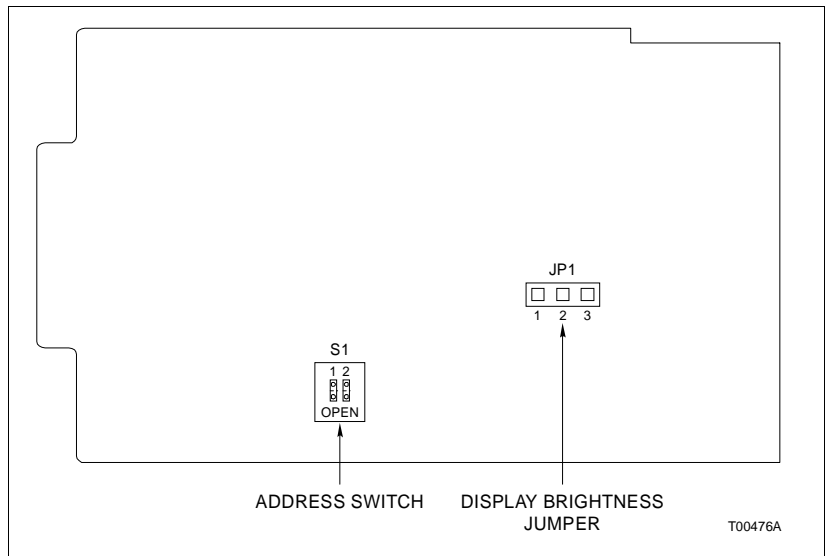 JP1
1 2 3
S1
1 2
OPEN
ADDRESS SWITCH
DISPLAY BRIGHTNESS
JUMPER
T00476A